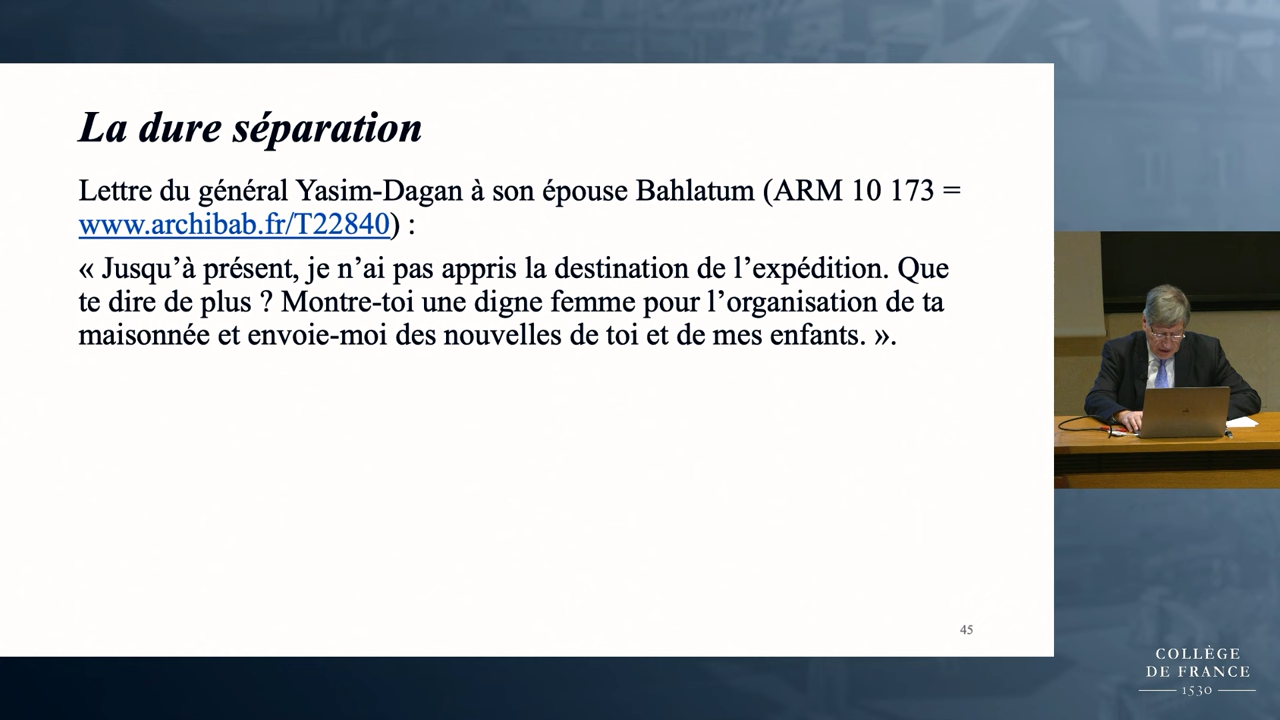 La dure séparation
Lettre du général Yasim-Dagan à son épouse Bahlatum (ARM 10 173 =
www.archibab.fr/T22840) :
« Jusqu’à présent, je n’ai pas appris la destination de l’expédition. Que
te dire de plus ? Montre-toi une digne femme pour l’organisation de ta
maisonnée et envoie-moi des nouvelles de toi et de mes enfants. ».
45
COLLÈGE
DE FRANCE
1530